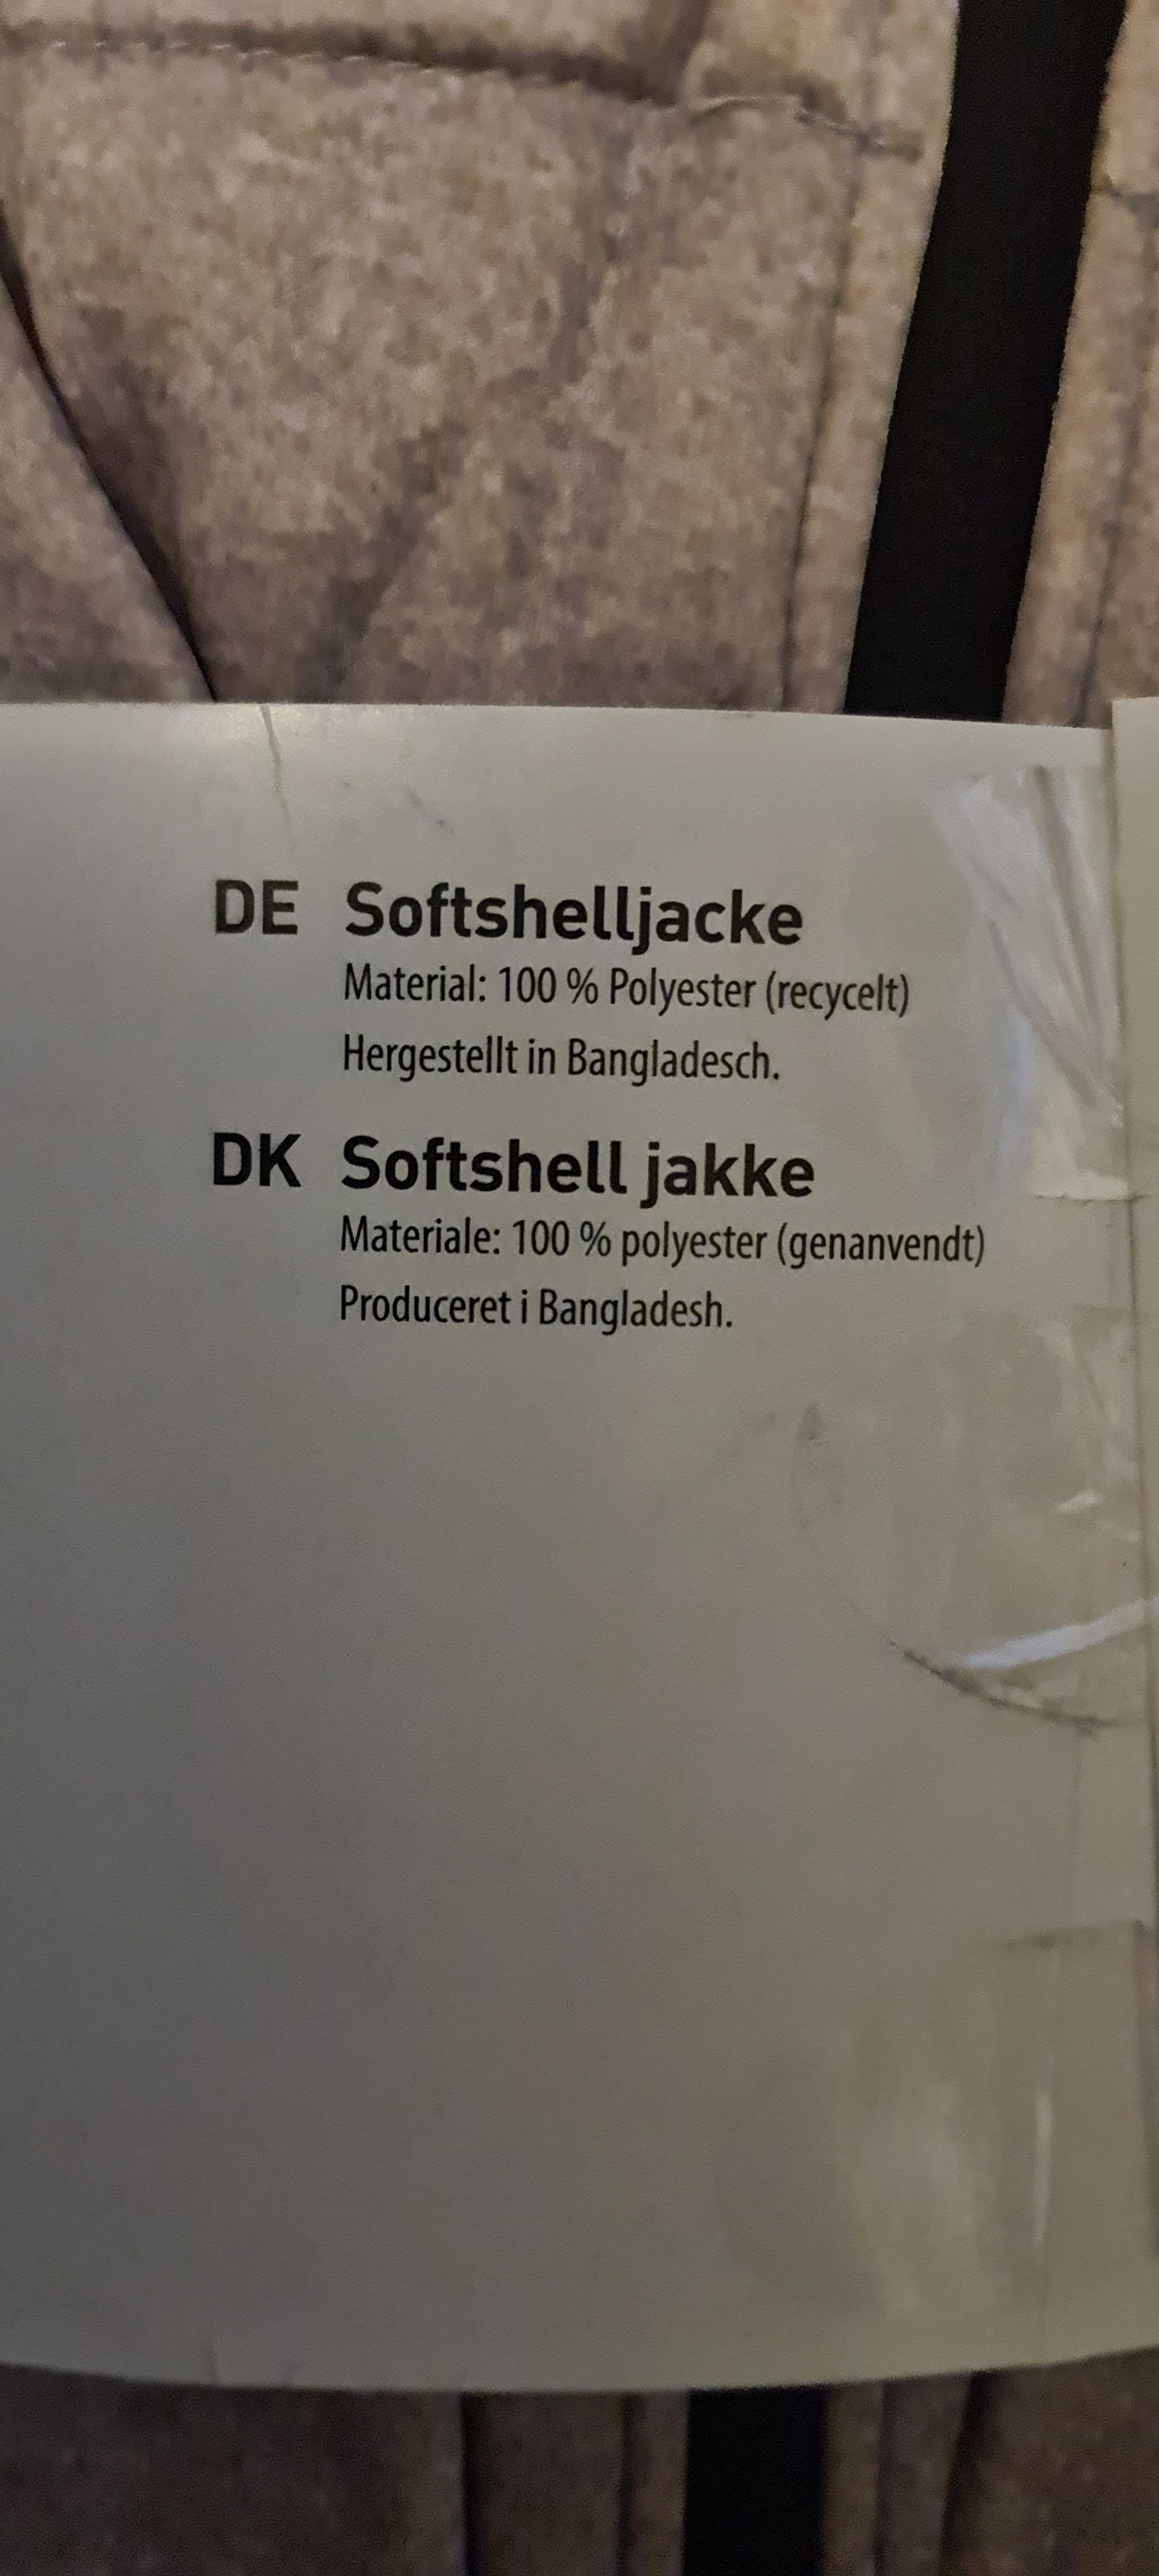 DE Softshelljacke
Material: 100 % Polyester (recycelt)
Hergestellt in Bangladesch.
DK Softshell jakke
Materiale: 100 % polyester (genanvendt)
Produceret i Bangladesh.